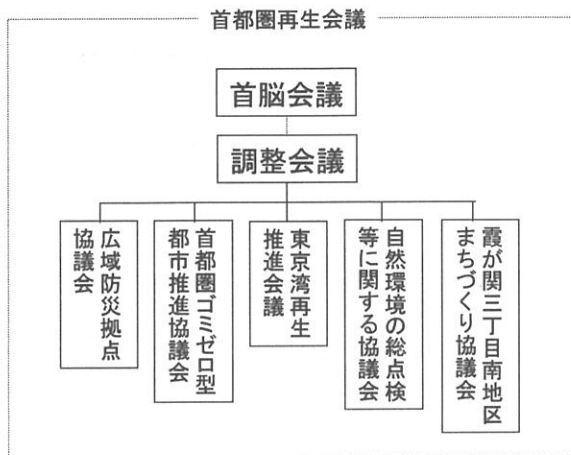 首都圏再生会議
首脳会議
調整会議
広域防災拠点
協議会
首都圏ゴミゼロ型
都市推進協議会
東京湾再生
推進会議
自然環境の総点検
等に関する協議会
霞が関三丁目南地区
まちづくり協議会